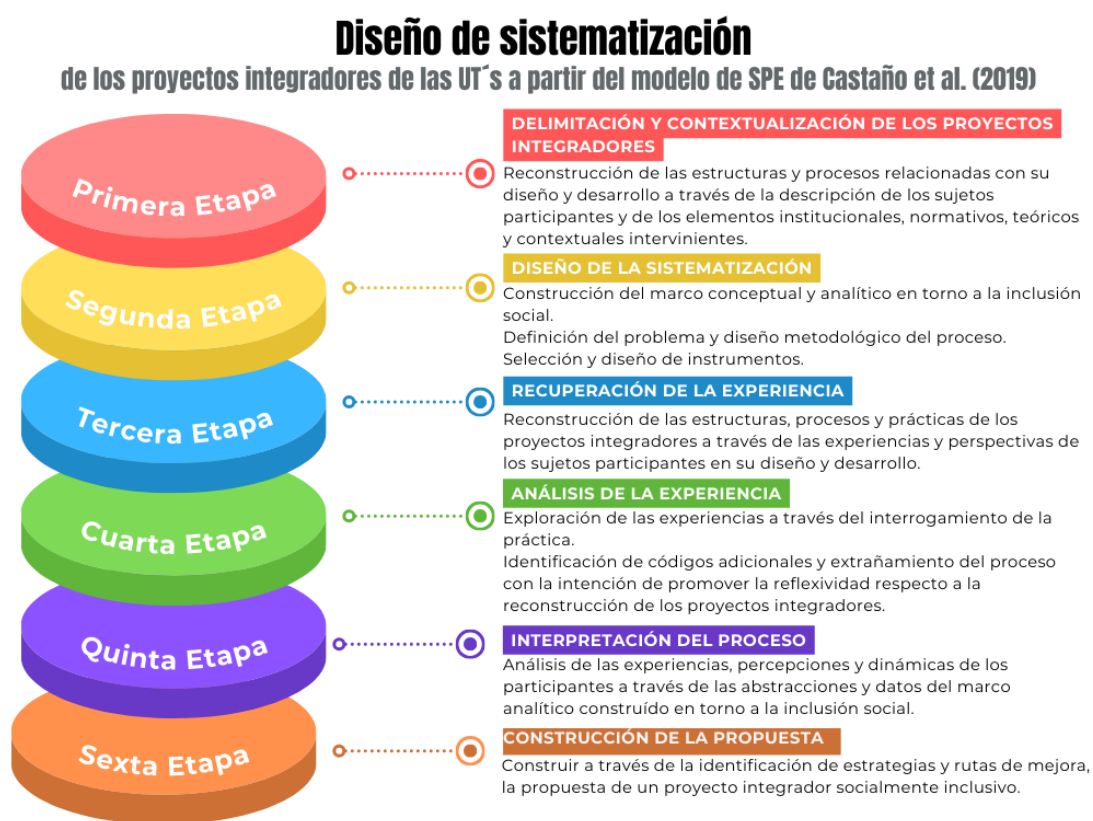 Diseño de sistematización
de los proyectos integradores de las UT´s a partir del modelo de SPE de Castaño et al. (2019)
Primera Etapa
DELIMITACIÓN Y CONTEXTUALIZACIÓN DE LOS PROYECTOS
INTEGRADORES
Reconstrucción de las estructuras y procesos relacionadas con su
diseño y desarrollo a través de la descripción de los sujetos
participantes y de los elementos institucionales, normativos, teóricos
y contextuales intervinientes.
Segunda Etapa
DISEÑO DE LA SISTEMATIZACIÓN
Construcción del marco conceptual y analítico en torno a la inclusión
social.
Definición del problema y diseño metodológico del proceso.
Selección y diseño de instrumentos.
Tercera Etapa
RECUPERACIÓN DE LA EXPERIENCIA
Reconstrucción de las estructuras, procesos y prácticas de los
proyectos integradores a través de las experiencias y perspectivas de
los sujetos participantes en su diseño y desarrollo.
Cuarta Etapa
ANÁLISIS DE LA EXPERIENCIA
Exploración de las experiencias a través del interrogamiento de la
práctica.
Identificación de códigos adicionales y extrañamiento del proceso
con la intención de promover la reflexividad respecto a la
reconstrucción de los proyectos integradores.
Quinta Etapa
INTERPRETACIÓN DEL PROCESO
Análisis de las experiencias, percepciones y dinámicas de los
participantes a través de las abstracciones y datos del marco
analítico construído en torno a la inclusión social.
Sexta Etapa
CONSTRUCCIÓN DE LA PROPUESTA
Construir a través de la identificación de estrategias y rutas de mejora,
la propuesta de un proyecto integrador socialmente inclusivo.